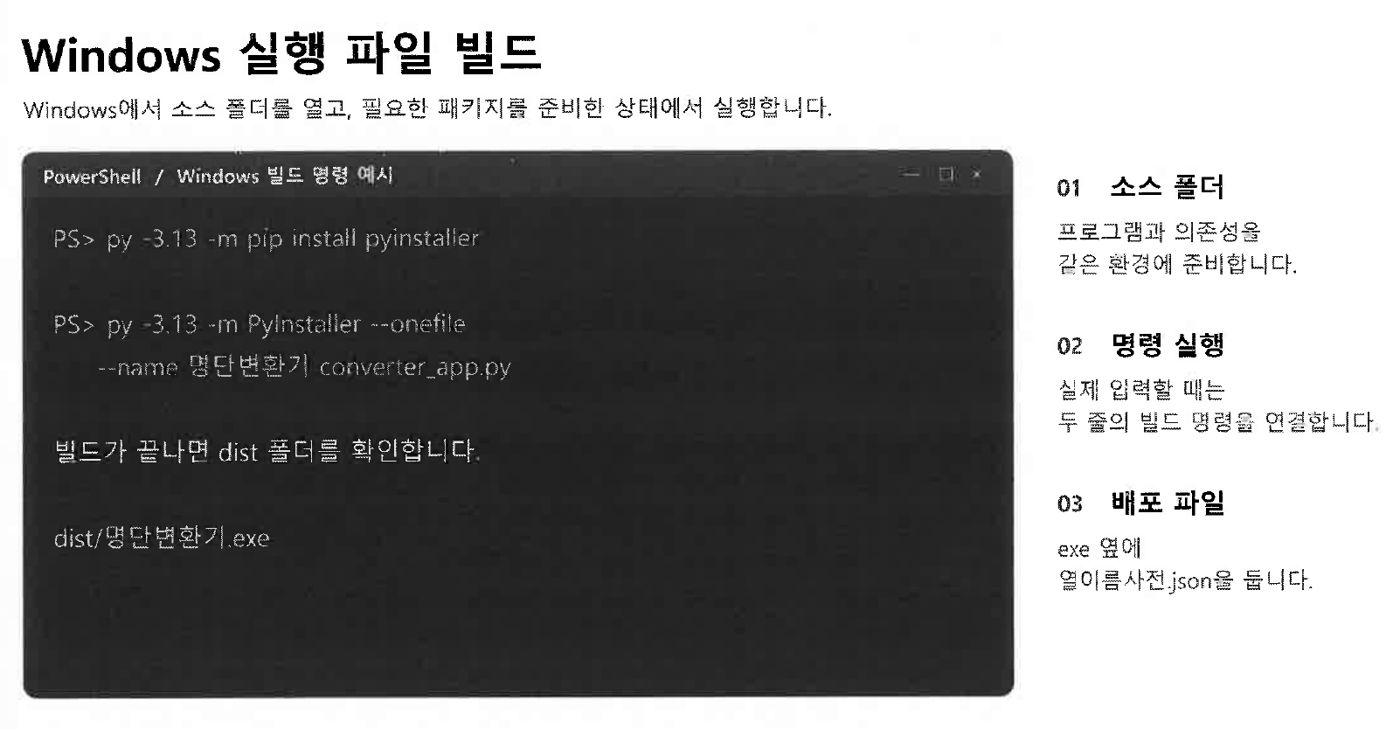 Windows 실행 파일 빌드
Windows에서 소스 폴더를 열고, 필요한 패키지를 준비한 상태에서 실행합니다.
PowerShell / Windows 빌드 명령 예시
PS> py -3.13 -m pip install pyinstaller
PS> py -3.13 -m PyInstaller --onefile
--name 명단변환기 converter_app.py
빌드가 끝나면 dist 폴더를 확인합니다.
dist/명단변환기.exe
01 소스 폴더
프로그램과 의존성을
같은 환경에 준비합니다.
02 명령 실행
실제 입력할 때는
두 줄의 빌드 명령을 연결합니다.
03 배포 파일
exe 옆에
열이름사전.json을 둡니다.